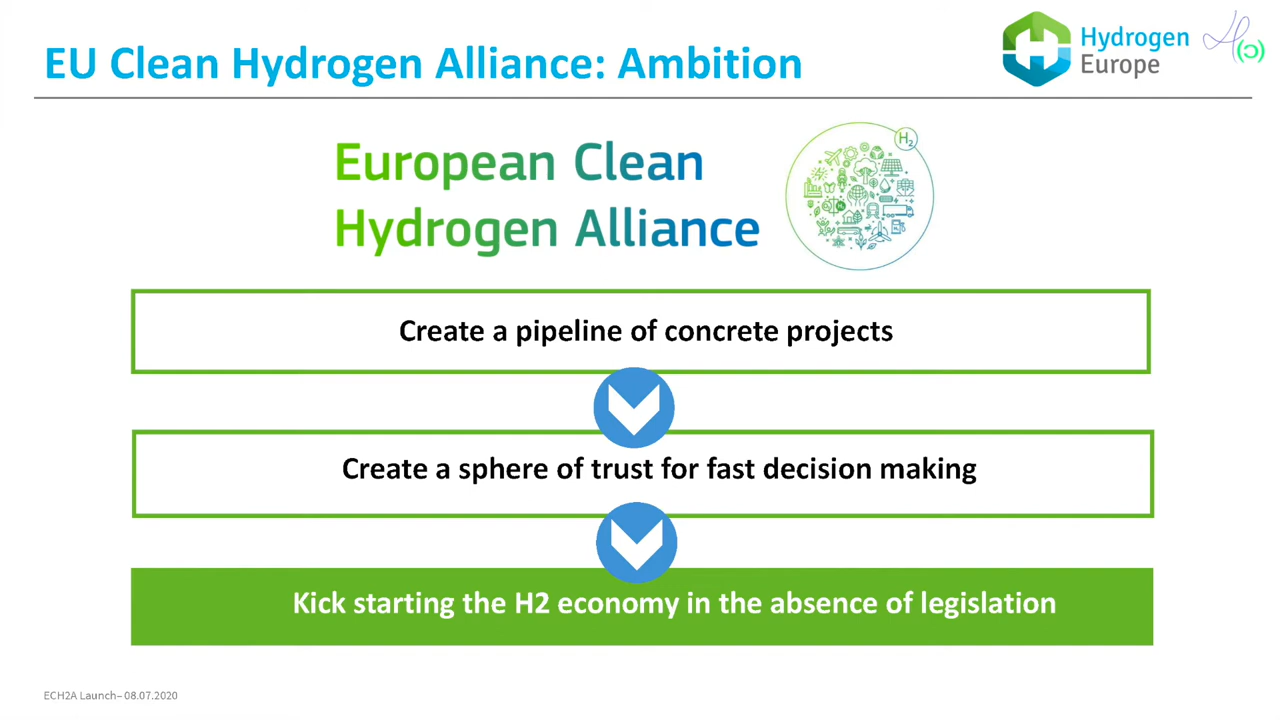 EU Clean Hydrogen Alliance: Ambition
Hydrogen
Europe
European Clean
Hydrogen Alliance
H2
Create a pipeline of concrete projects
Create a sphere of trust for fast decision making
Kick starting the H2 economy in the absence of legislation
ECH2A Launch– 08.07.2020